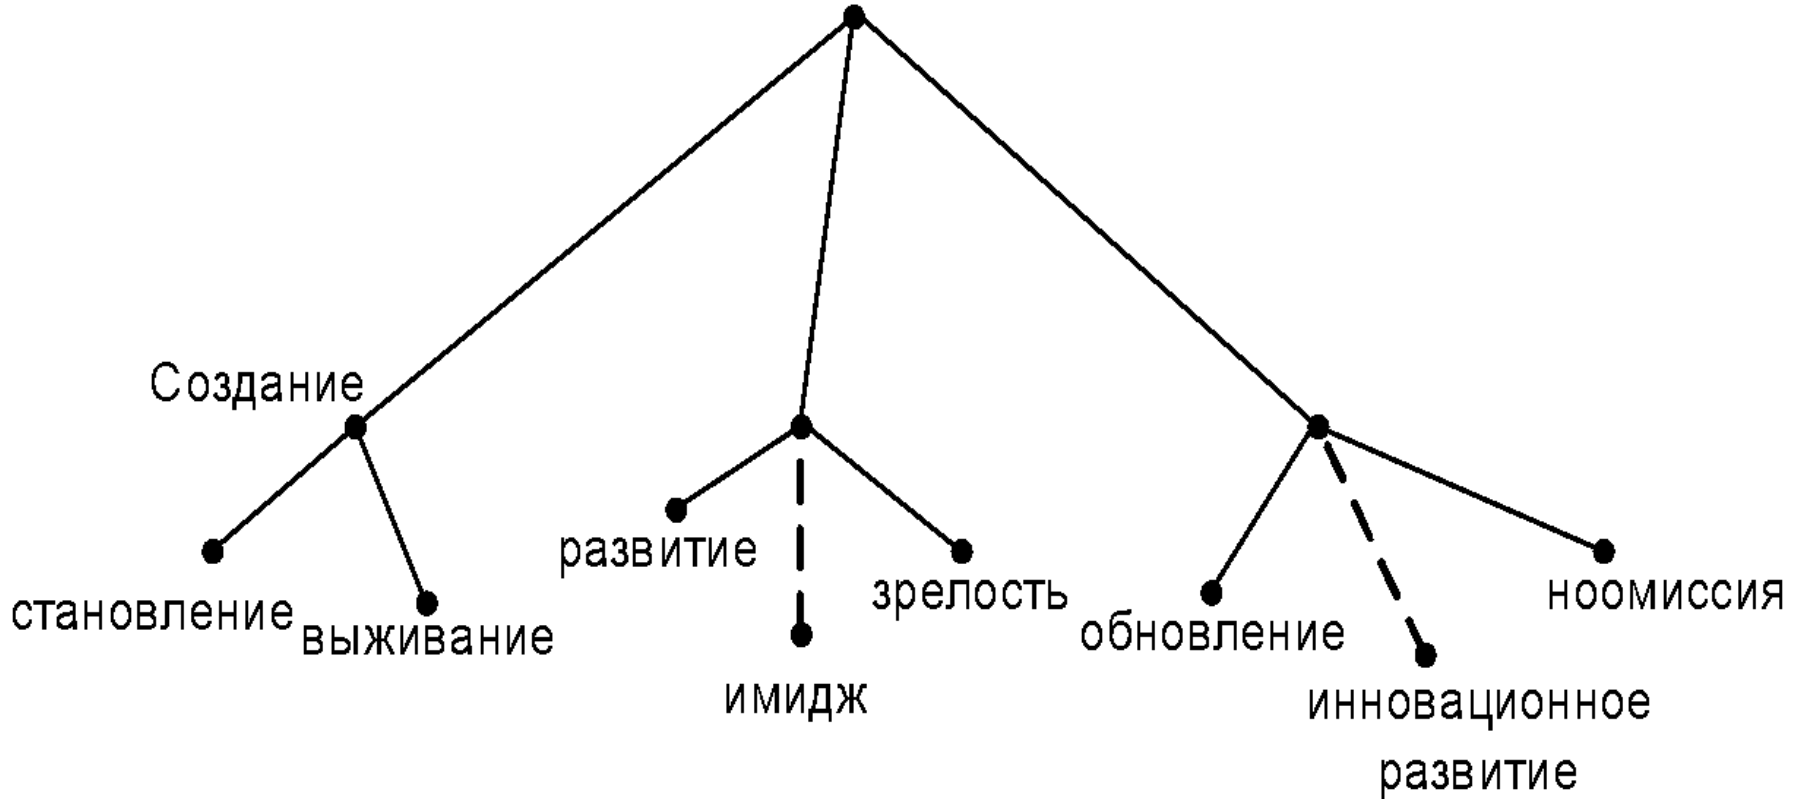 Создание
развитие
зрелость
ноомиссия
становление
выживание
обновление
имидж
инновационное
развитие